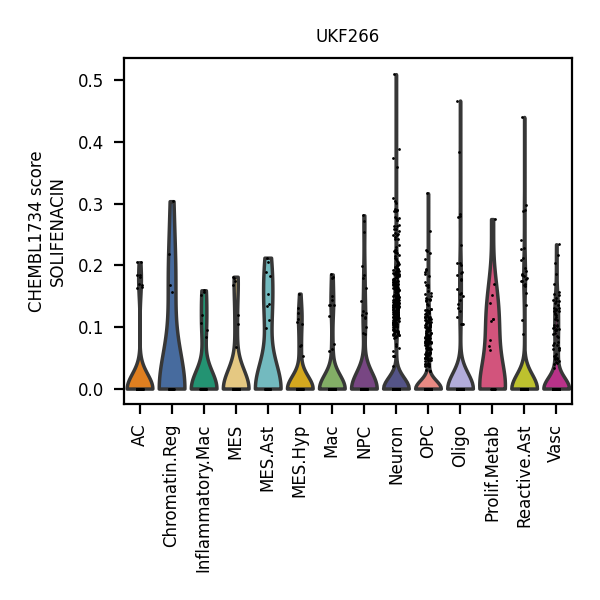 UKF266
CHEMBL1734 score
SOLIFENACIN
0.5
0.4
0.3
0.2
0.1
0.0
AC
Chromatin.Reg
Inflammatory.Mac
MES
MES.Ast
MES.Hyp
Mac
NPC
Neuron
OPC
Oligo
Prolif.Metab
Reactive.Ast
Vasc